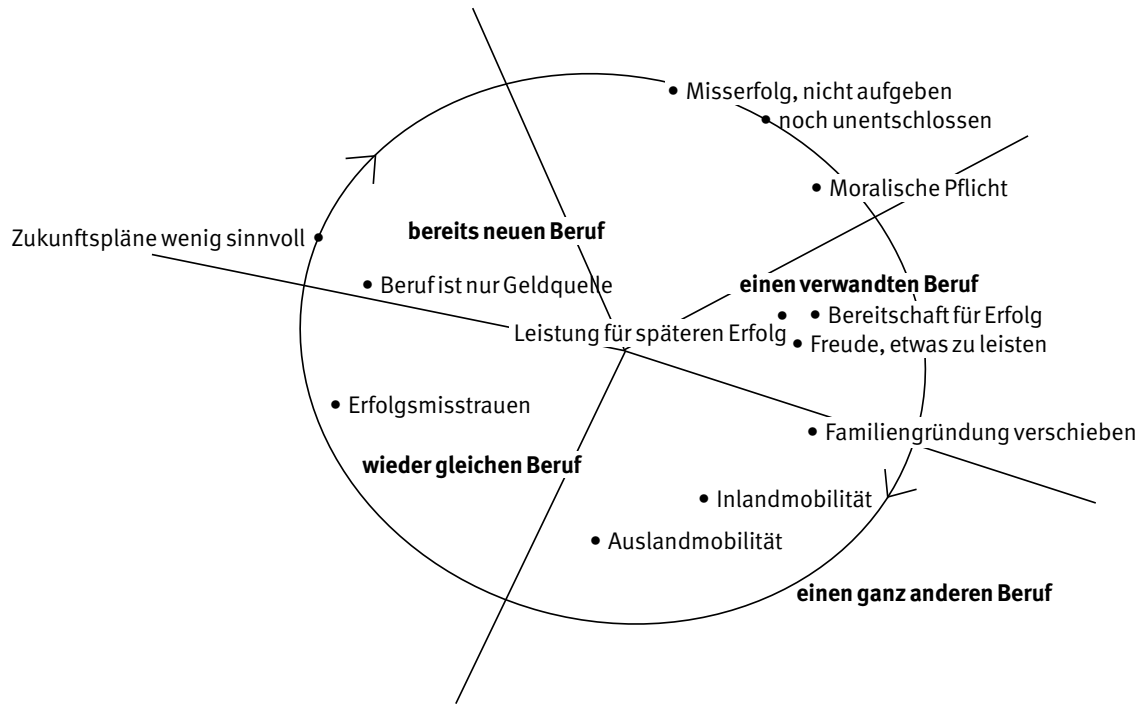 Misserfolg, nicht aufgeben
noch unentschlossen
Moralische Pflicht
Zukunftspläne wenig sinnvoll
bereits neuen Beruf
Beruf ist nur Geldquelle
einen verwandten Beruf
Bereitschaft für Erfolg
Leistung für späteren Erfolg
Freude, etwas zu leisten
Erfolgsmisstrauen
Familiengründung verschieben
wieder gleichen Beruf
Inlandmobilität
Auslandmobilität
einen ganz anderen Beruf